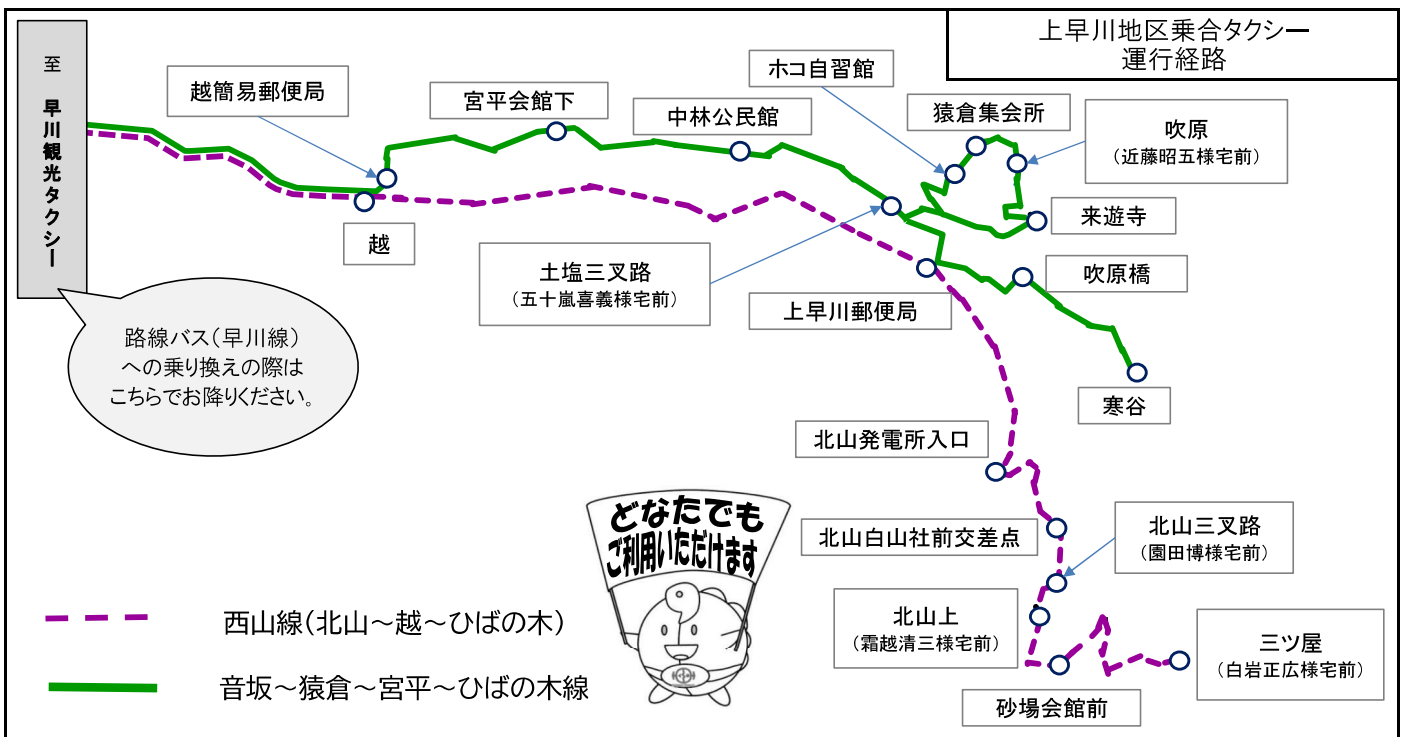 上早川地区乗合タクシー
運行経路
至 早川観光タクシー
越簡易郵便局
宮平会館下
中林公民館
ホコ自習館
猿倉集会所
吹原
（近藤昭五様宅前）
越
土塩三叉路
（五十嵐喜義様宅前）
来遊寺
上早川郵便局
吹原橋
路線バス（早川線）
への乗り換えの際は
こちらでお降りください。
寒谷
北山発電所入口
どなたでも
ご利用いただけます
北山白山社前交差点
北山三叉路
（園田博様宅前）
北山上
（霜越清三様宅前）
三ツ屋
（白岩正広様宅前）
砂場会館前
西山線（北山～越～ひばの木）
音坂～猿倉～宮平～ひばの木線